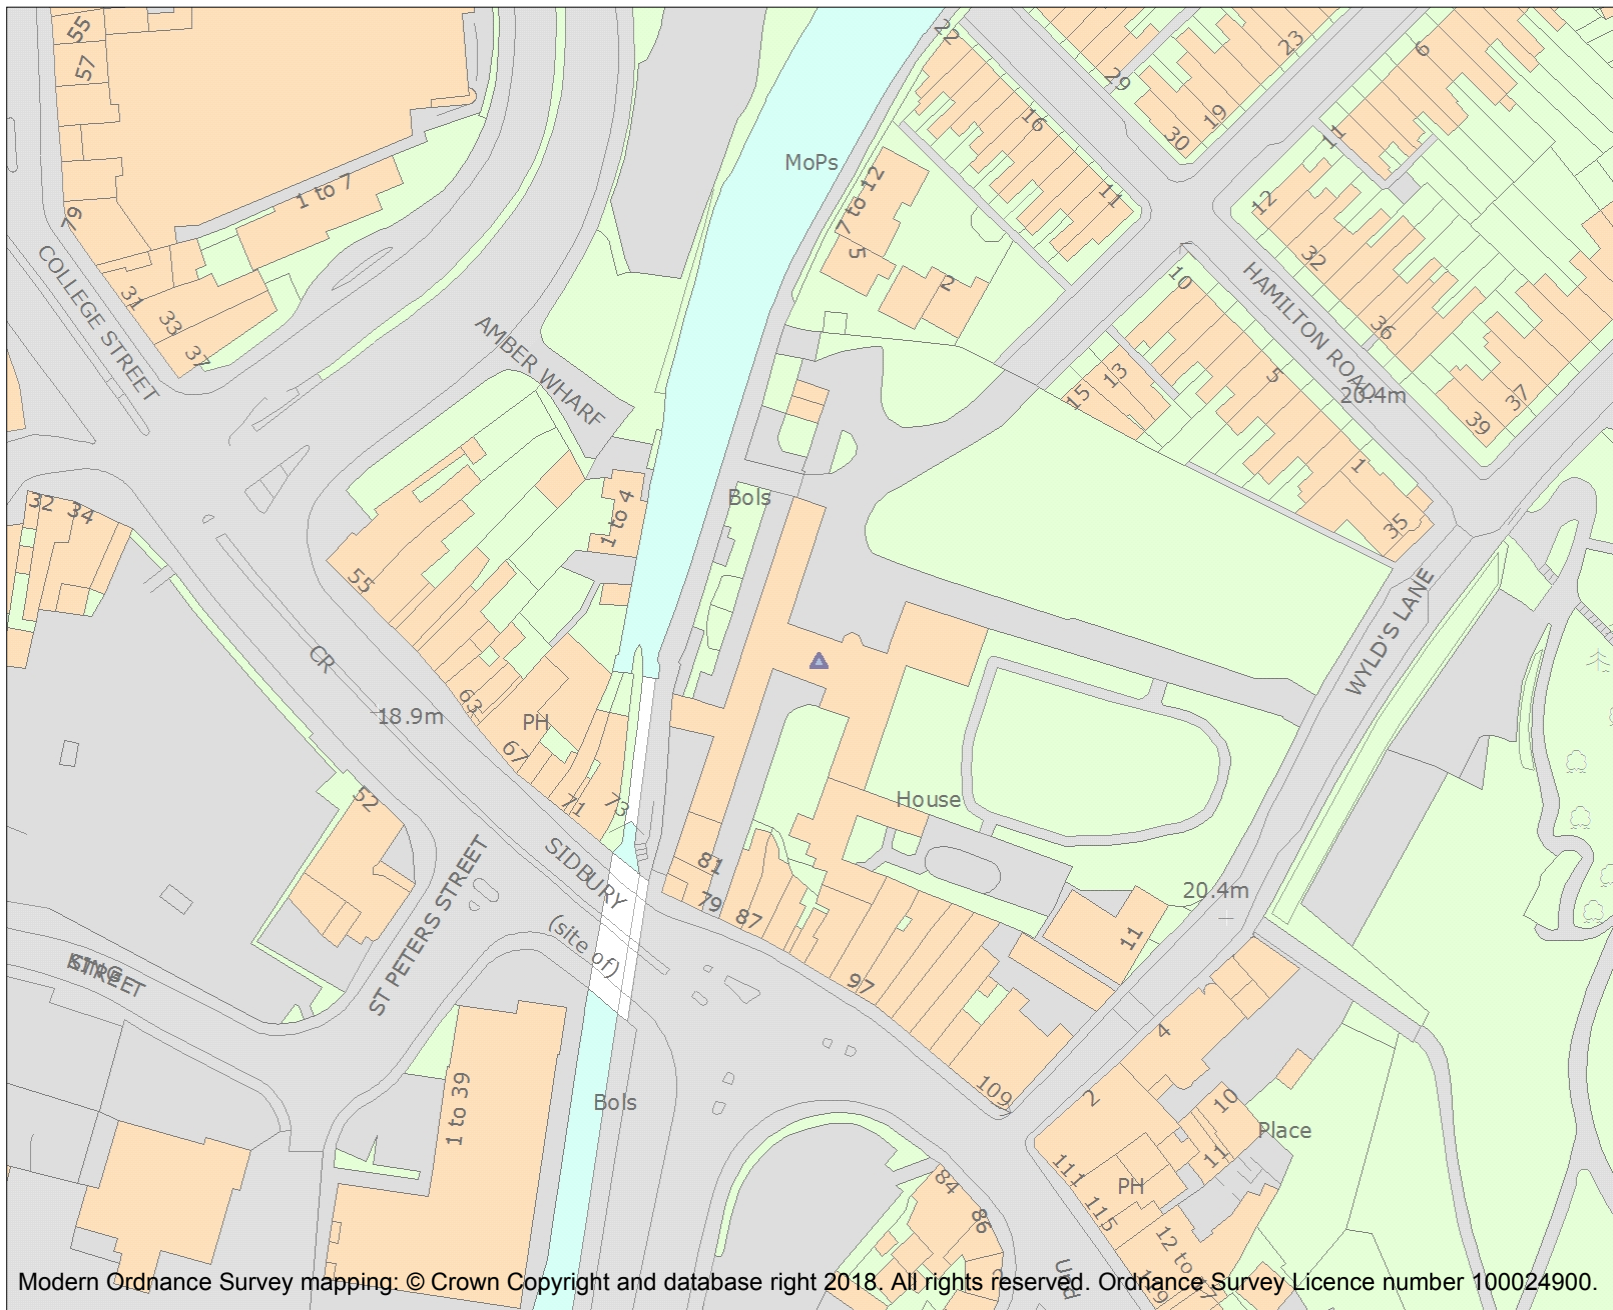 55
57
79
1 to 7
31
33
37
COLLEGE STREET
AMBER WHARF
MoPs
22
16
11
29
23
19
30
6
11
12
32
36
7 to 12
5
2
10
HAMILTON ROAD
20.4m
5
13
15
1
35
39
37
32
34
1 to 4
Bols
55
CR
18.9m
63
PH
67
71
73
WYLD'S LANE
House
52
SIDBURY
(site of)
81
79
87
97
109
20.4m
11
ST PETERS STREET
KING
STREET
1 to 39
Bols
4
2
10
11
Place
PH
111
115
84
86
Und
Modern Ordnance Survey mapping: © Crown Copyright and database right 2018. All rights reserved. Ordnance Survey Licence number 100024900.